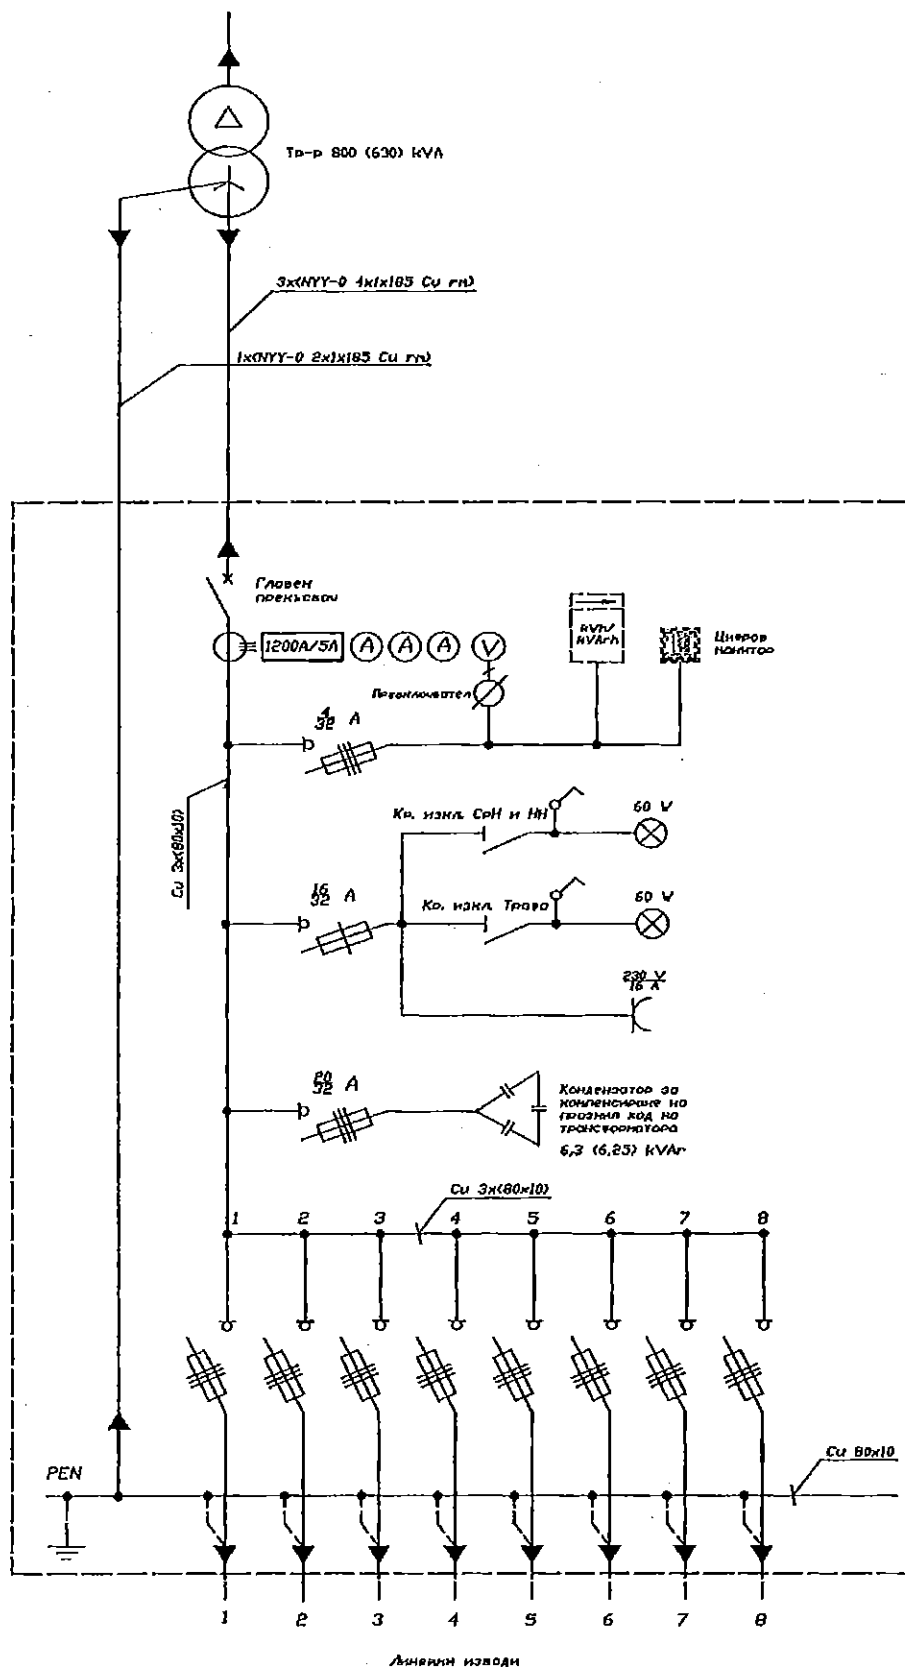 Тр-р 800 (630) kVA
3x(NYY-0 4x1x185 Cu rm)
1x(NYY-0 2x1x185 Cu rm)
Главен
прекъсвач
1200A/5A
A
A
A
V
kWh/
kVArh
Цифров
монитор
Превключвател
4
32 A
Cu 3x(80x10)
Кр. изкл. СрН и НН
60 W
16
32 A
Кр. изкл. Трафо
60 W
230 V
16 A
20
32 A
Кондензатор за
компенсиране на
празния ход на
трансформатора
6,3 (6,25) kVAr
Cu 3x(80x10)
1 2 3 4 5 6 7 8
Cu 80x10
PEN
1 2 3 4 5 6 7 8
Линейни изводи